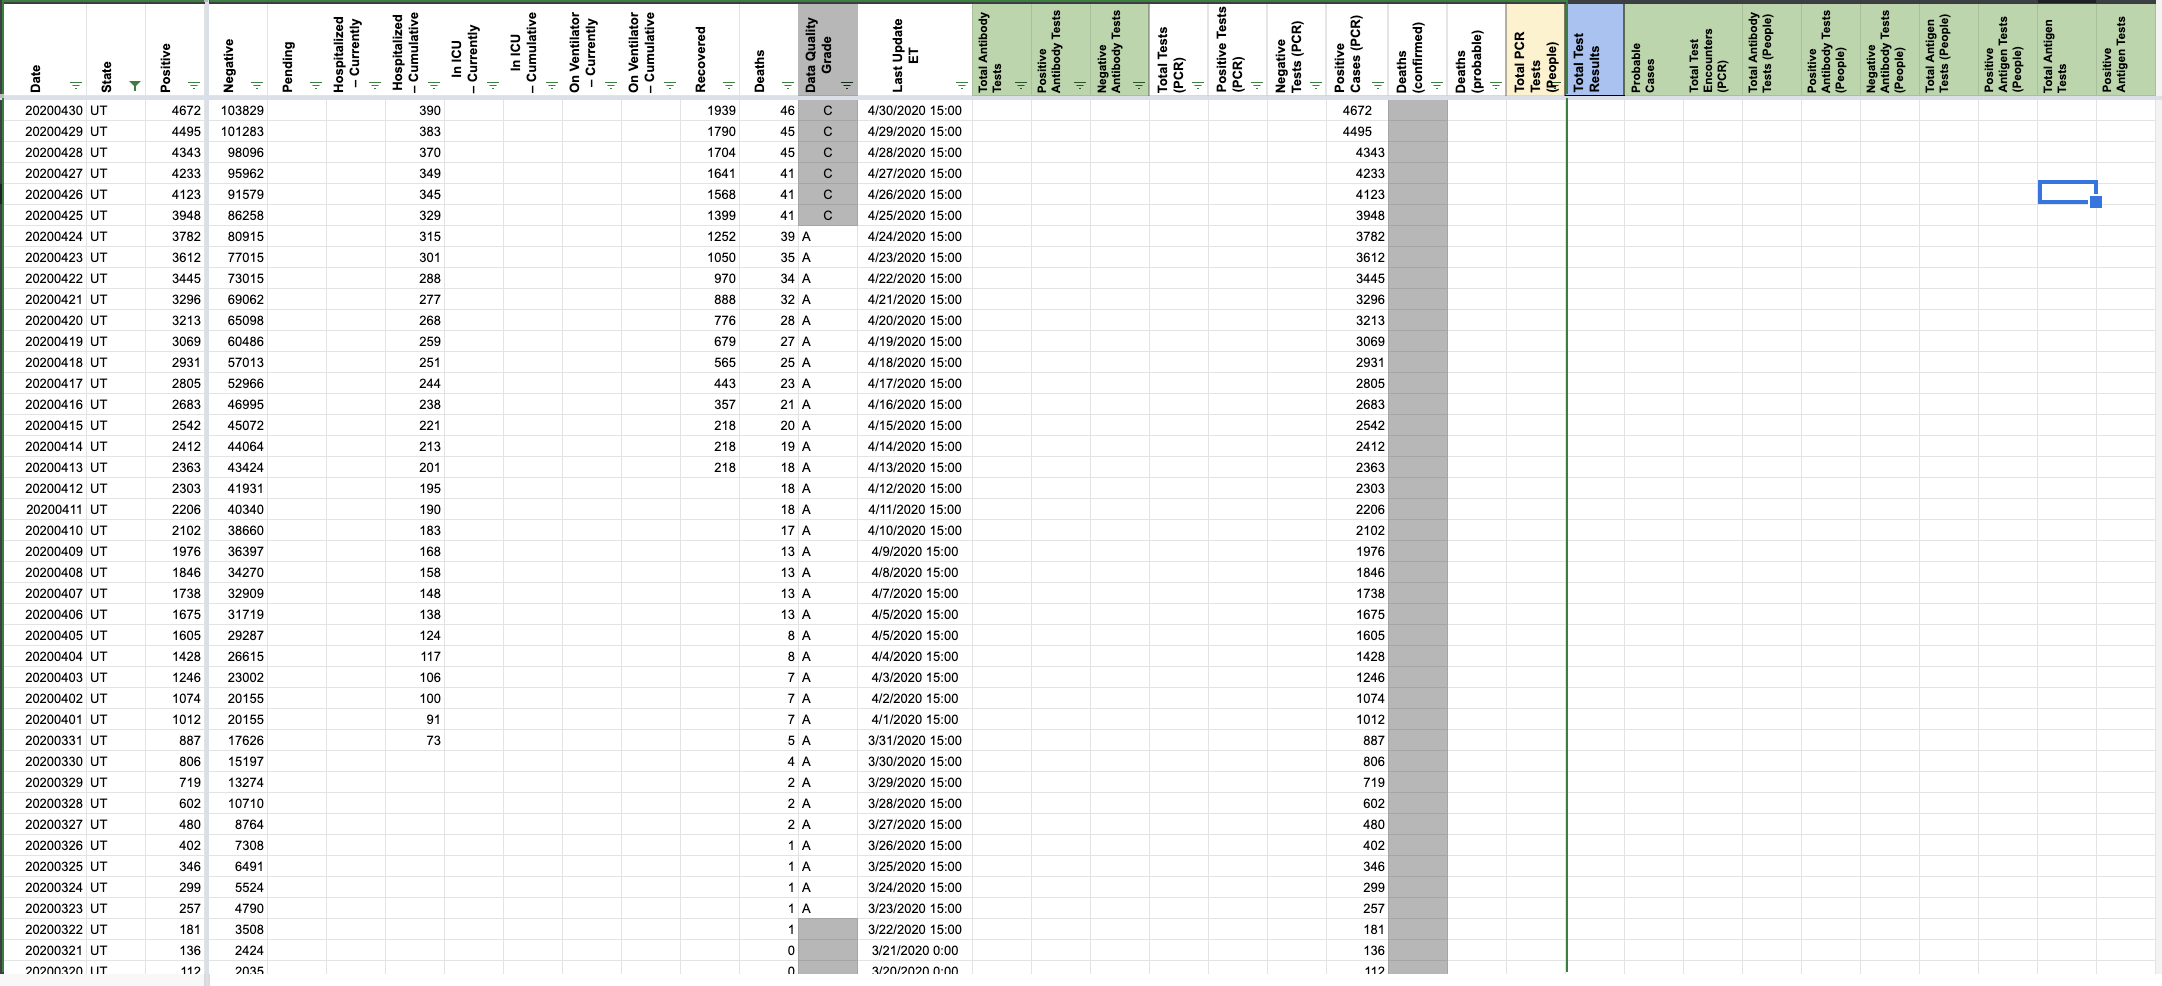 Date State Positive Negative Pending Hospitalized – Currently Hospitalized – Cumulative In ICU – Currently In ICU – Cumulative On Ventilator – Currently On Ventilator – Cumulative Recovered Deaths Data Quality Grade Last Update ET Total Antibody Tests Positive Antibody Tests Negative Antibody Tests Total Tests (PCR) Positive Tests (PCR) Negative Tests (PCR) Positive Cases (PCR) Deaths (confirmed) Deaths (probable) Total PCR Tests (People) Total Test Results Probable Cases Total Test Encounters (PCR) Total Antibody Tests (People) Positive Antibody Tests (People) Negative Antibody Tests (People) Total Antigen Tests (People) Positive Antigen Tests (People) Total Antigen Tests Positive Antigen Tests
20200430 UT 4672 103829 390 1939 46 C 4/30/2020 15:00 4672
20200429 UT 4495 101283 383 1790 45 C 4/29/2020 15:00 4495
20200428 UT 4343 98096 370 1704 45 C 4/28/2020 15:00 4343
20200427 UT 4233 95962 349 1641 41 C 4/27/2020 15:00 4233
20200426 UT 4123 91579 345 1568 41 C 4/26/2020 15:00 4123
20200425 UT 3948 86258 329 1399 41 C 4/25/2020 15:00 3948
20200424 UT 3782 80915 315 1252 39 A 4/24/2020 15:00 3782
20200423 UT 3612 77015 301 1050 35 A 4/23/2020 15:00 3612
20200422 UT 3445 73015 288 970 34 A 4/22/2020 15:00 3445
20200421 UT 3296 69062 277 888 32 A 4/21/2020 15:00 3296
20200420 UT 3213 65098 268 776 28 A 4/20/2020 15:00 3213
20200419 UT 3069 60486 259 679 27 A 4/19/2020 15:00 3069
20200418 UT 2931 57013 251 565 25 A 4/18/2020 15:00 2931
20200417 UT 2805 52966 244 443 23 A 4/17/2020 15:00 2805
20200416 UT 2683 46995 238 357 21 A 4/16/2020 15:00 2683
20200415 UT 2542 45072 221 218 20 A 4/15/2020 15:00 2542
20200414 UT 2412 44064 213 218 19 A 4/14/2020 15:00 2412
20200413 UT 2363 43424 201 218 18 A 4/13/2020 15:00 2363
20200412 UT 2303 41931 195 18 A 4/12/2020 15:00 2303
20200411 UT 2206 40340 190 18 A 4/11/2020 15:00 2206
20200410 UT 2102 38660 183 17 A 4/10/2020 15:00 2102
20200409 UT 1976 36397 168 13 A 4/9/2020 15:00 1976
20200408 UT 1846 34270 158 13 A 4/8/2020 15:00 1846
20200407 UT 1738 32909 148 13 A 4/7/2020 15:00 1738
20200406 UT 1675 31719 138 13 A 4/5/2020 15:00 1675
20200405 UT 1605 29287 124 8 A 4/5/2020 15:00 1605
20200404 UT 1428 26615 117 8 A 4/4/2020 15:00 1428
20200403 UT 1246 23002 106 7 A 4/3/2020 15:00 1246
20200402 UT 1074 20155 100 7 A 4/2/2020 15:00 1074
20200401 UT 1012 20155 91 7 A 4/1/2020 15:00 1012
20200331 UT 887 17626 73 5 A 3/31/2020 15:00 887
20200330 UT 806 15197 4 A 3/30/2020 15:00 806
20200329 UT 719 13274 2 A 3/29/2020 15:00 719
20200328 UT 602 10710 2 A 3/28/2020 15:00 602
20200327 UT 480 8764 2 A 3/27/2020 15:00 480
20200326 UT 402 7308 1 A 3/26/2020 15:00 402
20200325 UT 346 6491 1 A 3/25/2020 15:00 346
20200324 UT 299 5524 1 A 3/24/2020 15:00 299
20200323 UT 257 4790 1 A 3/23/2020 15:00 257
20200322 UT 181 3508 1 3/22/2020 15:00 181
20200321 UT 136 2424 0 3/21/2020 0:00 136
20200320 UT 112 2035 0 3/20/2020 0:00 112